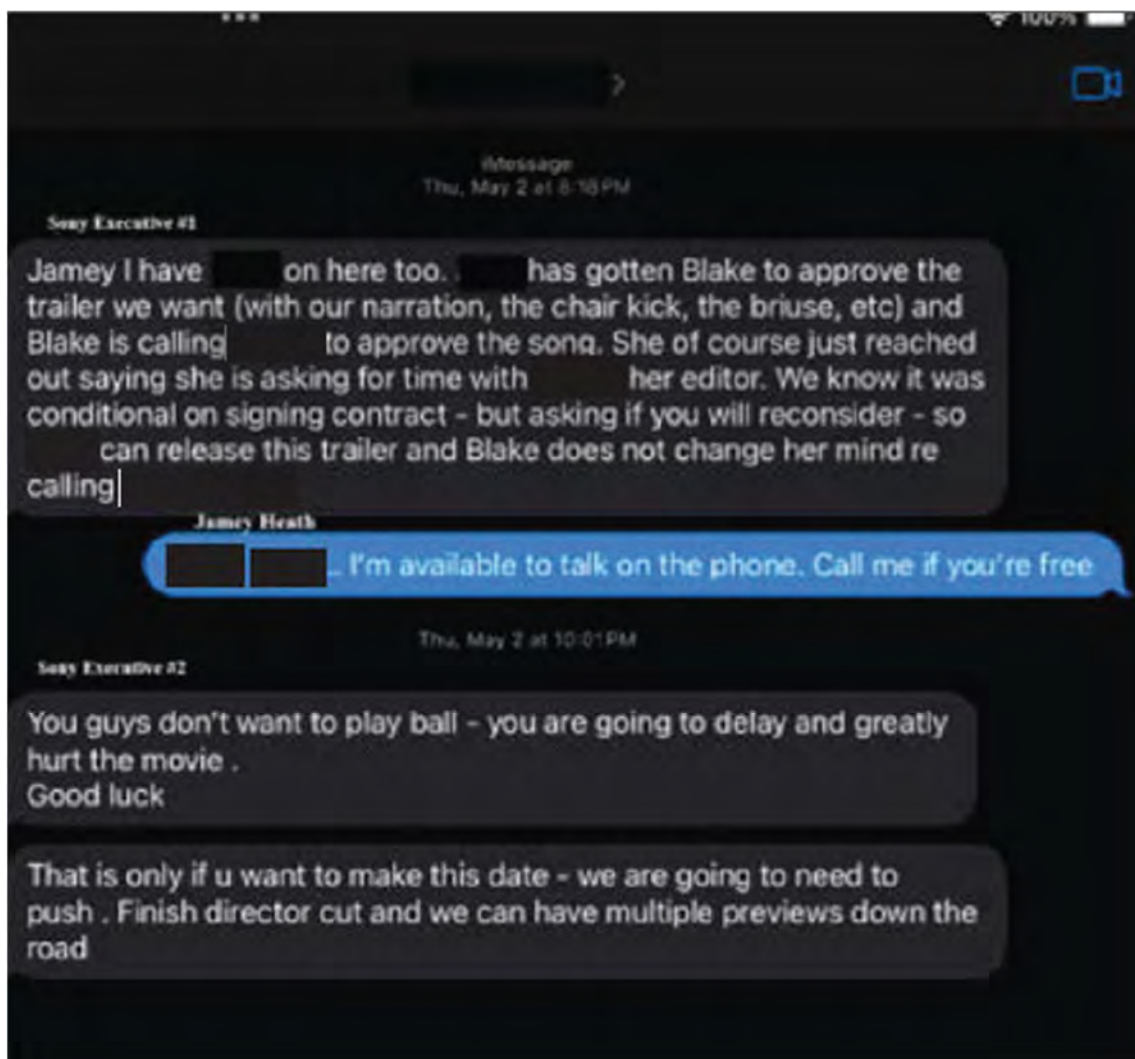 100%
iMessage
Thu, May 2 at 8:18 PM
Sony Executive #1
Jamey I have on here too. has gotten Blake to approve the
trailer we want (with our narration, the chair kick, the briuse, etc) and
Blake is calling to approve the song. She of course just reached
out saying she is asking for time with her editor. We know it was
conditional on signing contract - but asking if you will reconsider - so
can release this trailer and Blake does not change her mind re
calling
Jamey Heath
I'm available to talk on the phone. Call me if you're free
Thu, May 2 at 10:01 PM
Sony Executive #2
You guys don't want to play ball - you are going to delay and greatly
hurt the movie .
Good luck
That is only if u want to make this date - we are going to need to
push . Finish director cut and we can have multiple previews down the
road